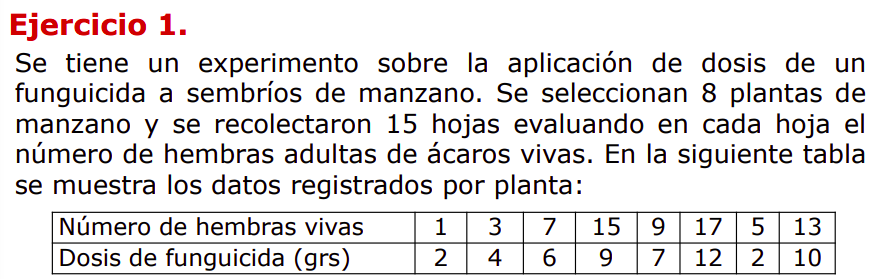 Ejercicio 1.
Se tiene un experimento sobre la aplicación de dosis de un
funguicida a sembríos de manzano. Se seleccionan 8 plantas de
manzano y se recolectaron 15 hojas evaluando en cada hoja el
número de hembras adultas de ácaros vivas. En la siguiente tabla
se muestra los datos registrados por planta:
Número de hembras vivas 1 3 7 15 9 17 5 13
Dosis de funguicida (grs) 2 4 6 9 7 12 2 10